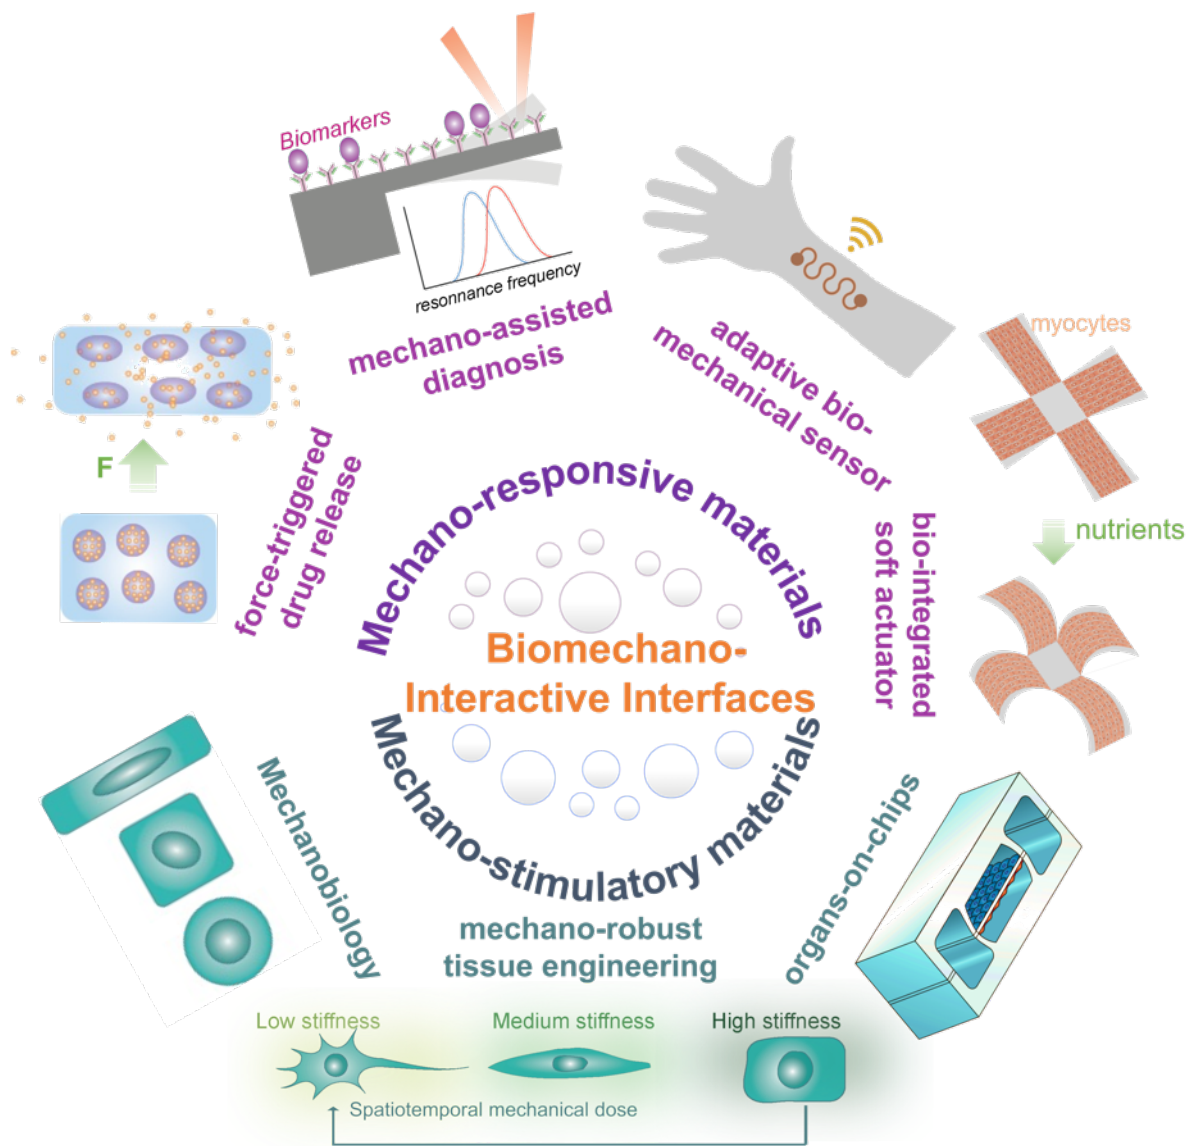 Biomarkers
resonnance frequency
mechano-assisted
diagnosis
adaptive bio-
mechanical sensor
myocytes
nutrients
bio-integrated
soft actuator
F
force-triggered
drug release
Mechano-responsive materials
Biomechano-
Interactive Interfaces
Mechano-stimulatory materials
Mechanobiology
mechano-robust
tissue engineering
organs-on-chips
Low stiffness
Medium stiffness
High stiffness
Spatiotemporal mechanical dose